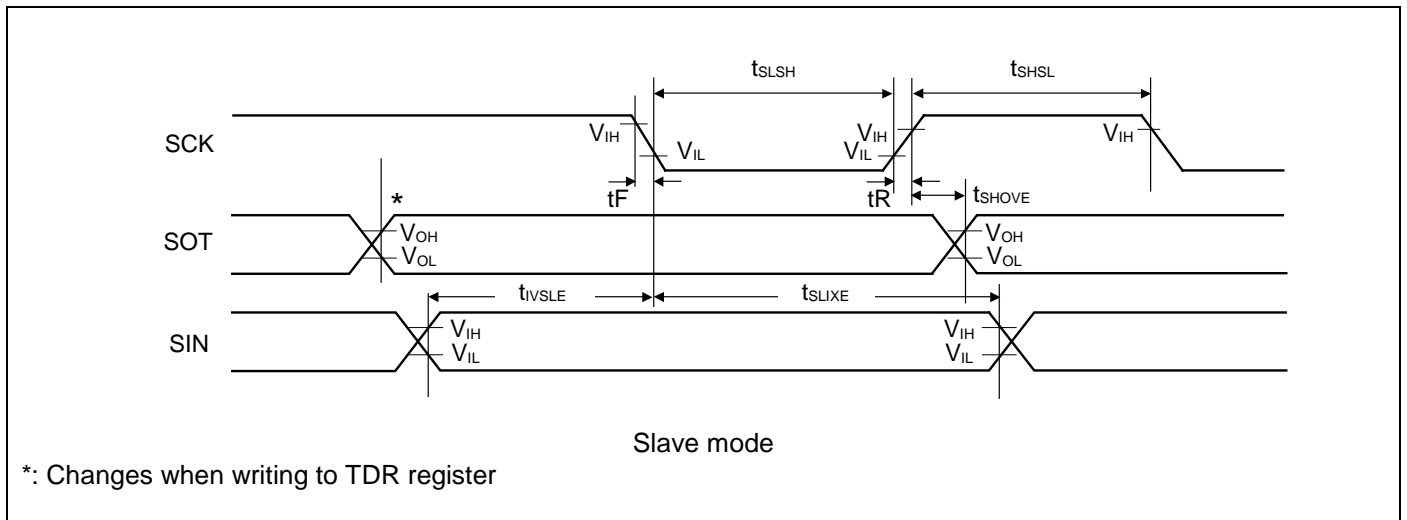 tSLSH tSHSL
SCK VIH VIL VIL VIH VIH
tF tR tSHOVE
*
SOT VOH VOH
VOL VOL
tIVSLE tSLIXE
SIN VIH VIH
VIL VIL
Slave mode
*: Changes when writing to TDR register